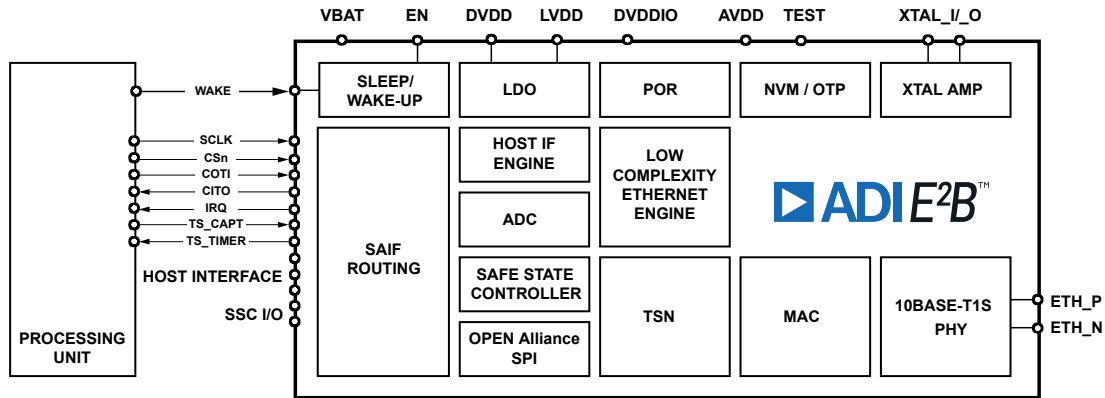 VBAT EN DVDD LVDD DVDDIO AVDD TEST XTAL_I/_O
WAKE
SLEEP/
WAKE-UP
LDO
POR
NVM / OTP
XTAL AMP
SCLK
CSn
COTI
CITO
IRQ
TS_CAPT
TS_TIMER
HOST INTERFACE
SSC I/O
PROCESSING
UNIT
SAIF
ROUTING
HOST IF
ENGINE
ADC
SAFE STATE
CONTROLLER
OPEN Alliance
SPI
LOW
COMPLEXITY
ETHERNET
ENGINE
TSN
MAC
ADI E²B™
10BASE-T1S
PHY
ETH_P
ETH_N